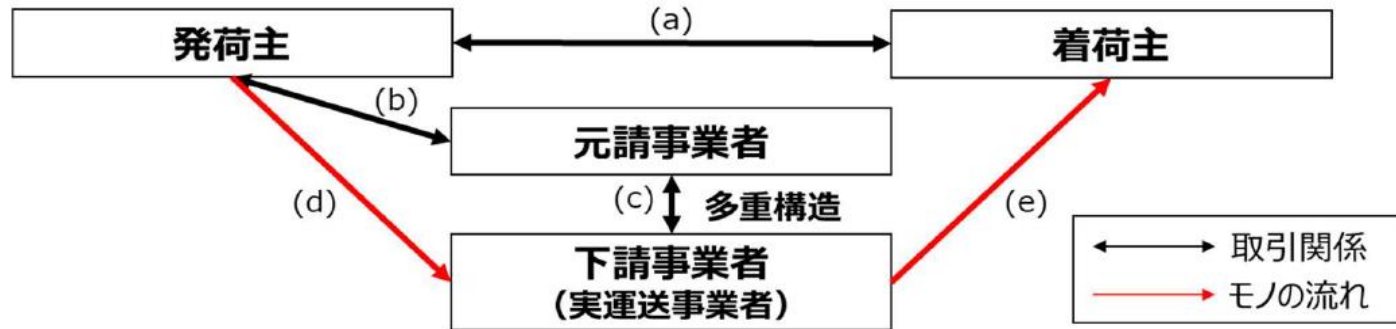 (a)
発荷主
着荷主
(b)
元請事業者
(d)
(c)
多重構造
(e)
下請事業者
(実運送事業者)
取引関係
モノの流れ